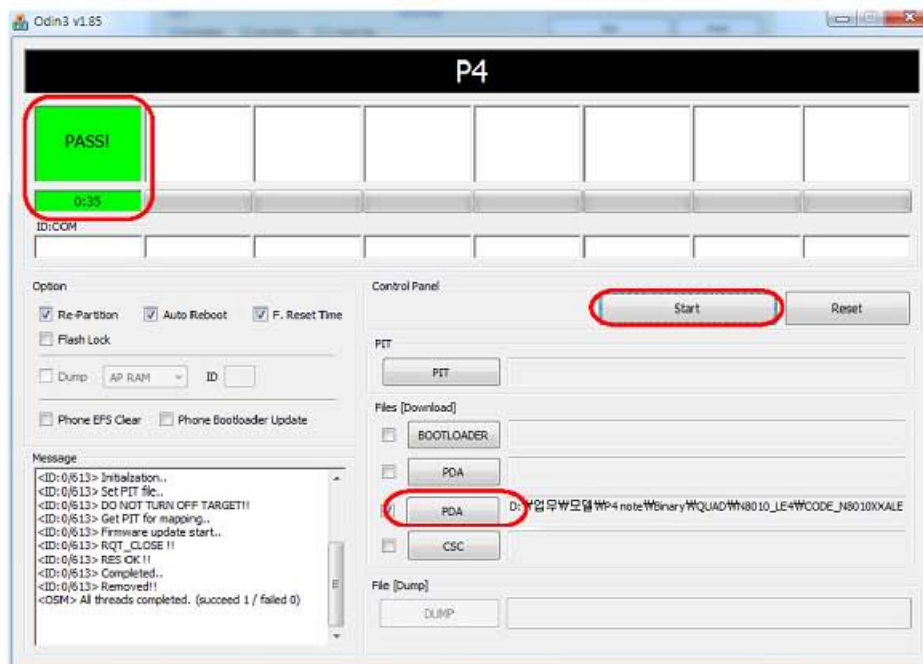 Odin3 v1.85
P4
PASS!
0:35
ID:COM
Option
Re-Partition Auto Reboot F. Reset Time
Flash Lock
Dump AP RAM ID
Phone EFS Clear Phone Bootloader Update
Message
<ID:0/613> Initialzation..
<ID:0/613> Set PIT file..
<ID:0/613> DO NOT TURN OFF TARGET!!
<ID:0/613> Get PIT for mapping..
<ID:0/613> Firmware update start..
<ID:0/613> RQT_CLOSE !!
<ID:0/613> RES OK !!
<ID:0/613> Completed..
<ID:0/613> Removed!!
<OSM> All threads completed. (succeed 1 / failed 0)
Control Panel
Start Reset
PIT
PIT
Files [Download]
BOOTLOADER
PDA
PDA D:₩업무₩모델₩P4 note₩Binary₩QUAD₩N8010_LE4₩CODE_N8010XXALE
CSC
File [Dump]
DUMP